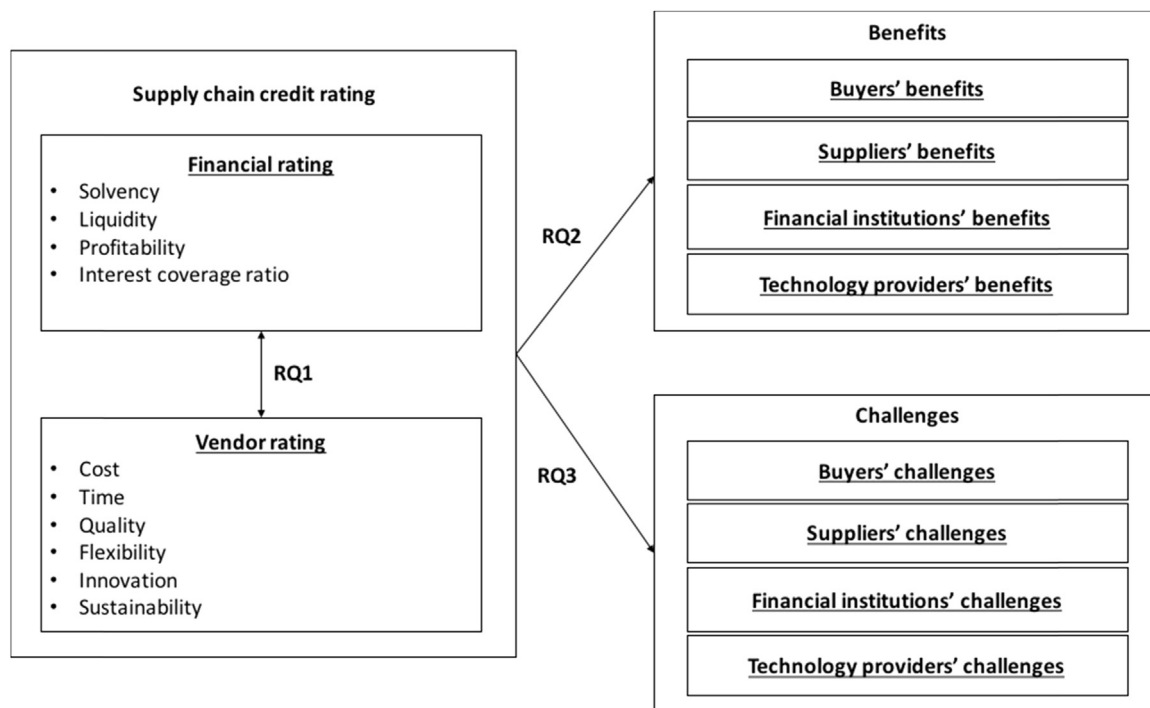 Supply chain credit rating
Financial rating
• Solvency
• Liquidity
• Profitability
• Interest coverage ratio
RQ1
Vendor rating
• Cost
• Time
• Quality
• Flexibility
• Innovation
• Sustainability
RQ2
RQ3
Benefits
Buyers’ benefits
Suppliers’ benefits
Financial institutions’ benefits
Technology providers’ benefits
Challenges
Buyers’ challenges
Suppliers’ challenges
Financial institutions’ challenges
Technology providers’ challenges